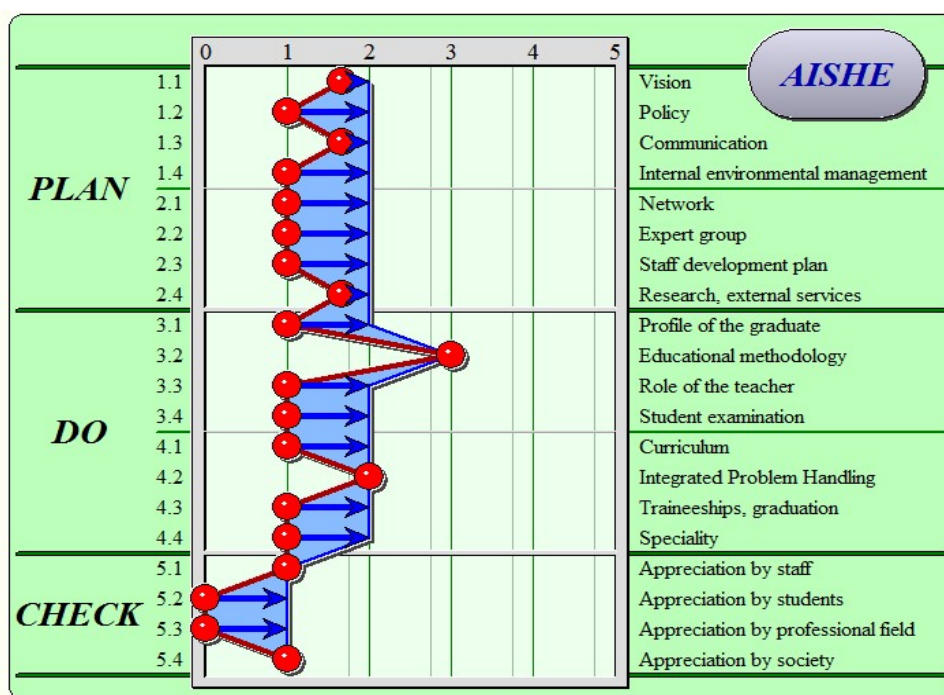 0 1 2 3 4 5
AISHE
PLAN
1.1 Vision
1.2 Policy
1.3 Communication
1.4 Internal environmental management
2.1 Network
2.2 Expert group
2.3 Staff development plan
2.4 Research, external services
DO
3.1 Profile of the graduate
3.2 Educational methodology
3.3 Role of the teacher
3.4 Student examination
4.1 Curriculum
4.2 Integrated Problem Handling
4.3 Traineeships, graduation
4.4 Speciality
CHECK
5.1 Appreciation by staff
5.2 Appreciation by students
5.3 Appreciation by professional field
5.4 Appreciation by society